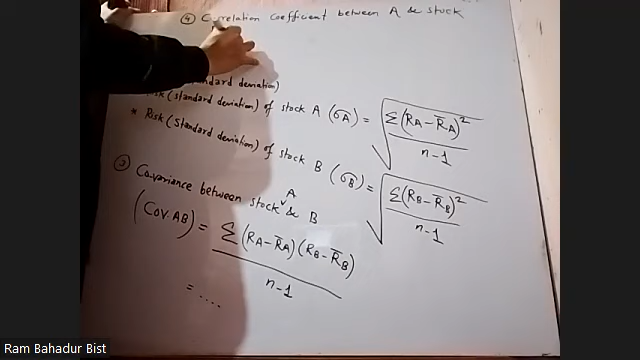 ④ Correlation coefficient between A & stock
standard deviation)
* Risk (standard deviation) of stock A (σA) = √Σ(RA-R̄A)²/n-1
* Risk (Standard deviation) of stock B (σB) = √Σ(RB-R̄B)²/n-1
③ Covariance between stock A & B
(COV.AB) = Σ(RA-R̄A)(RB-R̄B)/n-1
= ....
Ram Bahadur Bist